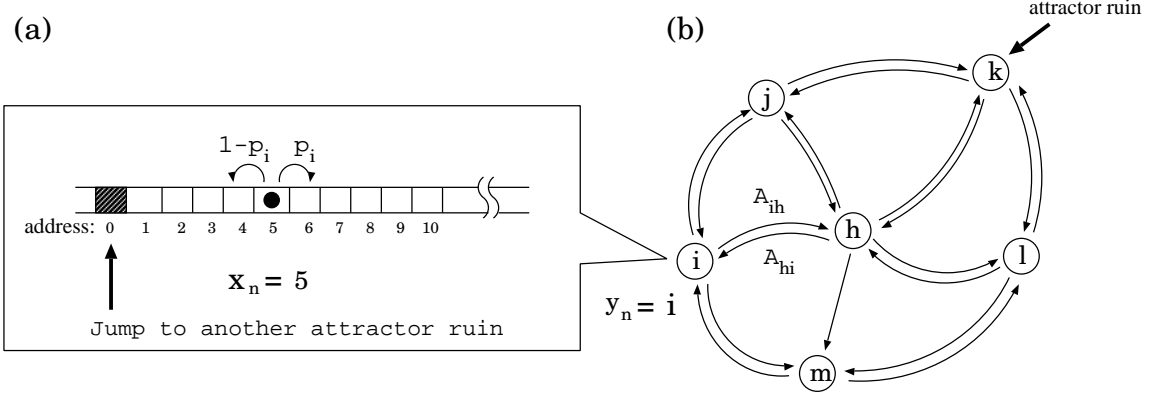 (a)
1-p_i p_i
address: 0 1 2 3 4 5 6 7 8 9 10
x_n = 5
Jump to another attractor ruin
(b)
attractor ruin
k
j
A_ih
h
i
A_hi
l
y_n = i
m